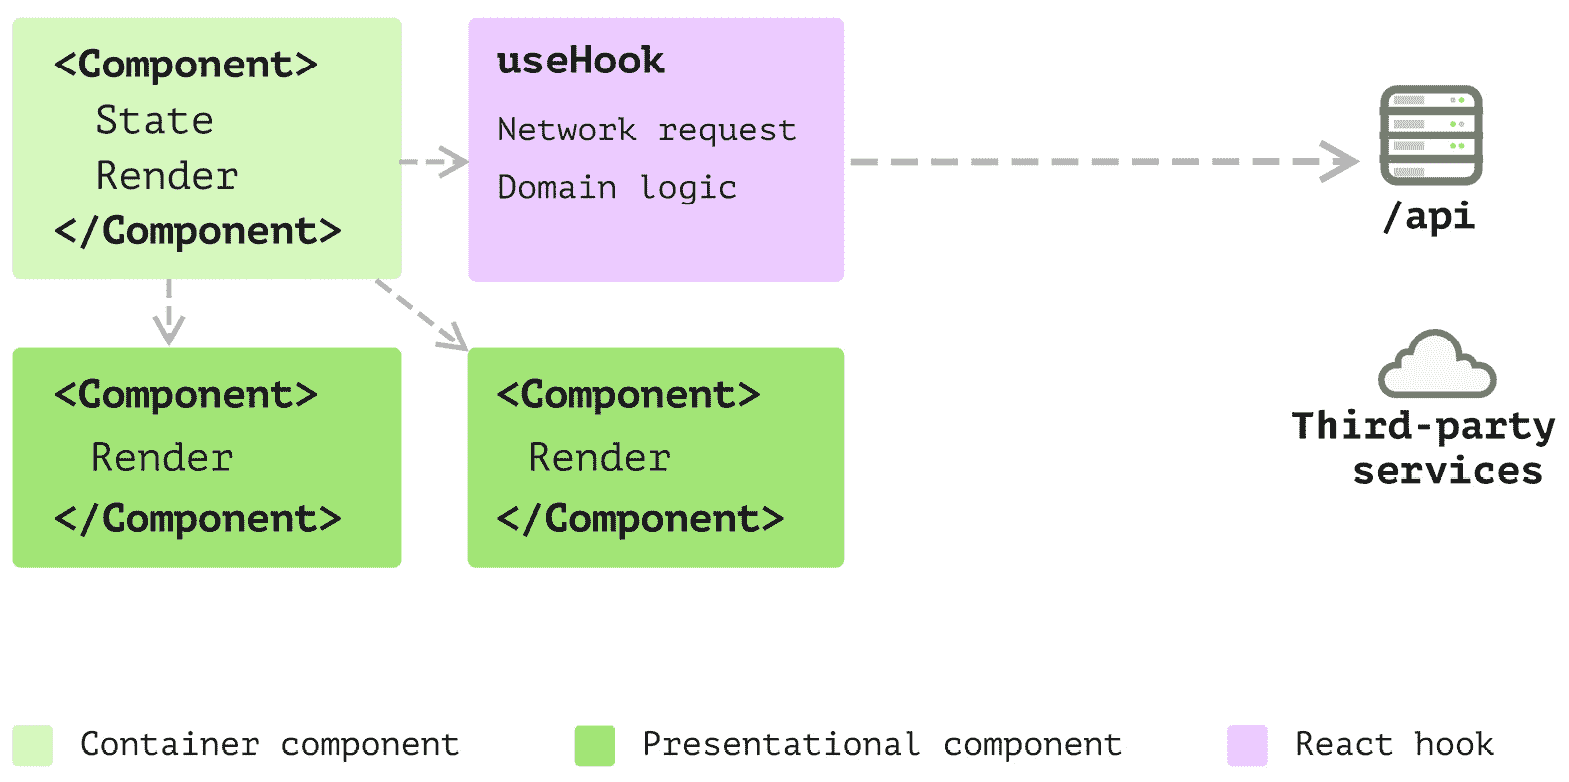 <Component>
State
Render
</Component>
useHook
Network request
Domain logic
/api
<Component>
Render
</Component>
<Component>
Render
</Component>
Third-party
services
Container component
Presentational component
React hook